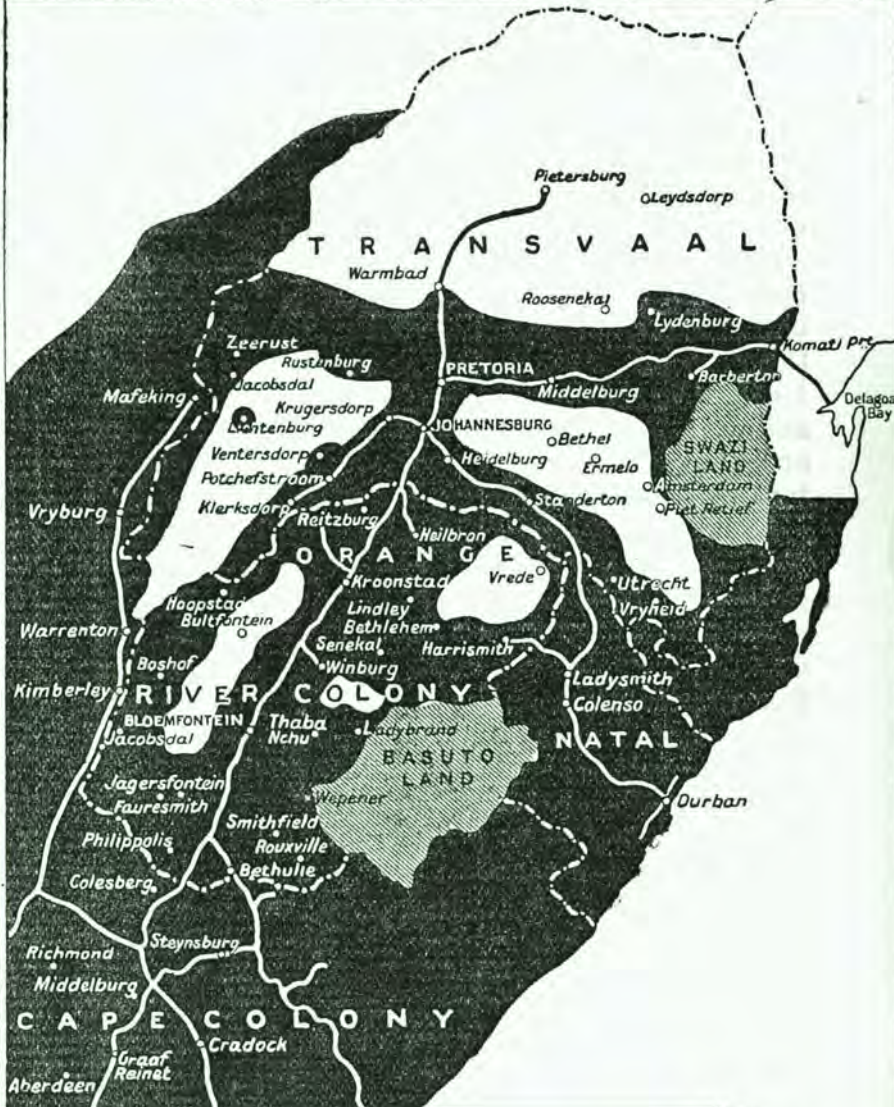 Pietersburg
Leydsdorp
TRANSVAAL
Warmbad
Roosenekal
Lydenburg
Zeerust
Rustenburg
Komati Prt
Jacobsdal
PRETORIA
Middelburg
Barberton
Mafeking
Krugersdorp
Delagoa
Bay
Lichtenburg
JOHANNESBURG
Bethel
SWAZI
LAND
Ventersdorp
Heidelburg
Ermelo
Potchefstroom
Amsterdam
Klerksdorp
Reitzburg
Standerton
Piet Retief
Vryburg
Heilbron
ORANGE
Vrede
Kroonstad
Utrecht
Hoopstad
Lindley
Vryheid
Bultfontein
Bethlehem
Warrenton
Senekal
Harrismith
Boshof
Winburg
Ladysmith
Kimberley
RIVER COLONY
Colenso
BLOEMFONTEIN
Thaba
Nchu
Ladybrand
NATAL
Jacobsdal
BASUTO
LAND
Jagersfontein
Wepener
Durban
Fauresmith
Smithfield
Philippolis
Rouxville
Bethulie
Colesberg
Steynsburg
Richmond
Middelburg
CAPE COLONY
Cradock
Graaf
Reinet
Aberdeen